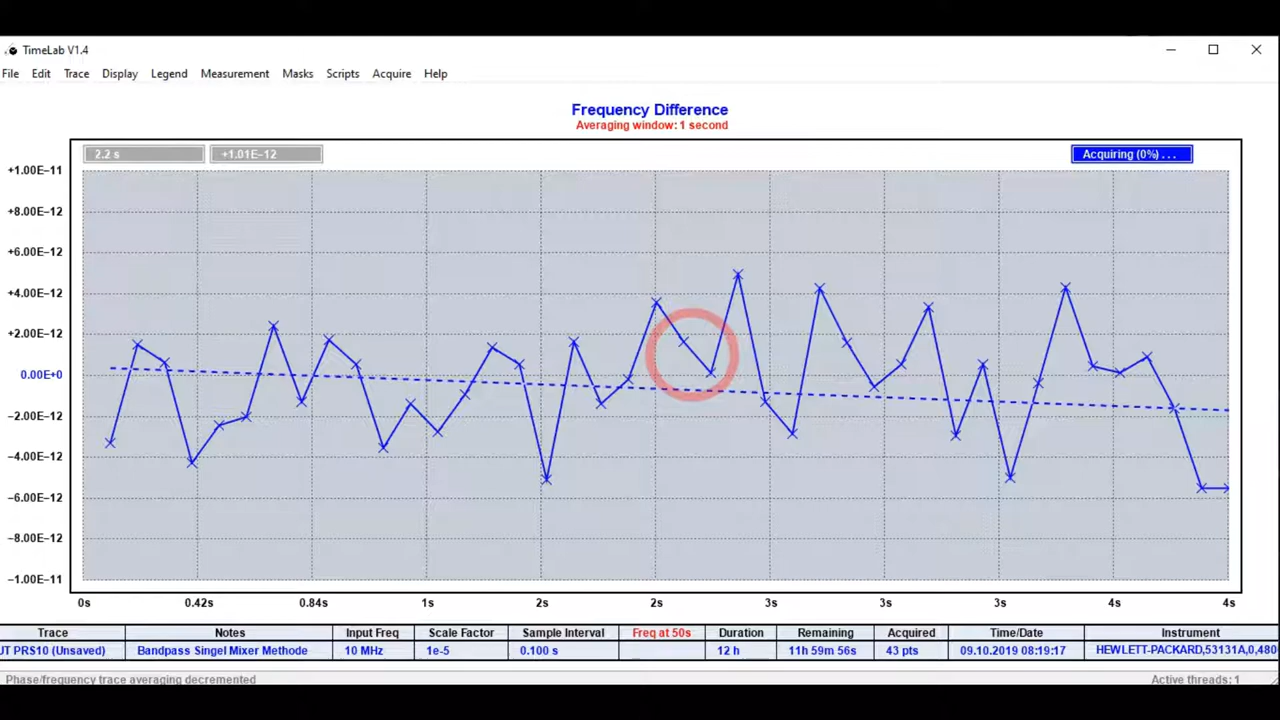 TimeLab V1.4
File Edit Trace Display Legend Measurement Masks Scripts Acquire Help
Frequency Difference
Averaging window: 1 second
2.2 s +1.01E-12 Acquiring (0%) . . .
+1.00E-11
+8.00E-12
+6.00E-12
+4.00E-12
+2.00E-12
0.00E+0
-2.00E-12
-4.00E-12
-6.00E-12
-8.00E-12
-1.00E-11
0s 0.42s 0.84s 1s 2s 2s 3s 3s 3s 4s 4s
Trace Notes Input Freq Scale Factor Sample Interval Freq at 50s Duration Remaining Acquired Time/Date Instrument
UT PRS10 (Unsaved) Bandpass Singel Mixer Methode 10 MHz 1e-5 0.100 s 12 h 11h 59m 56s 43 pts 09.10.2019 08:19:17 HEWLETT-PACKARD,53131A,0,480
Phase/frequency trace averaging decremented Active threads: 1